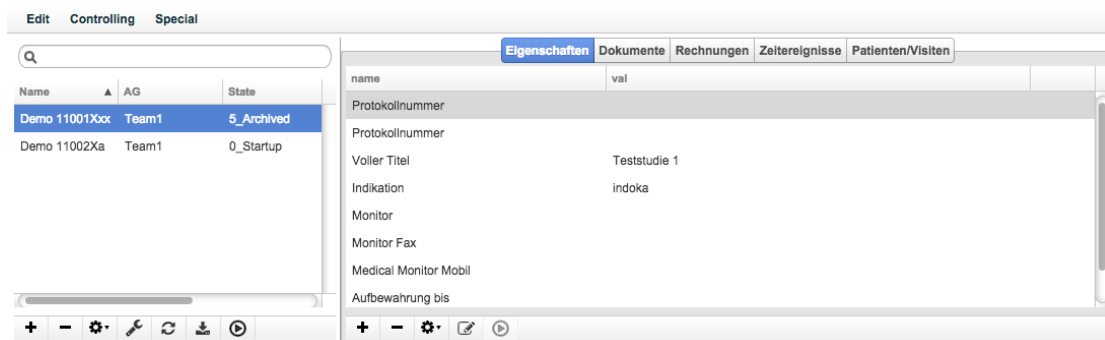 Edit Controlling Special
Eigenschaften Dokumente Rechnungen Zeitereignisse Patienten/Visiten
Name AG State
Demo 11001Xxx Team1 5_Archived
Demo 11002Xa Team1 0_Startup
name val
Protokollnummer
Protokollnummer
Voller Titel Teststudie 1
Indikation indoka
Monitor
Monitor Fax
Medical Monitor Mobil
Aufbewahrung bis